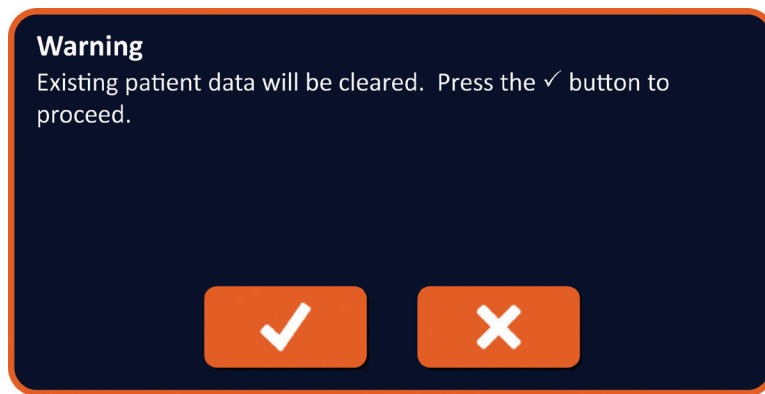 Warning
Existing patient data will be cleared.  Press the ✓ button to
proceed.